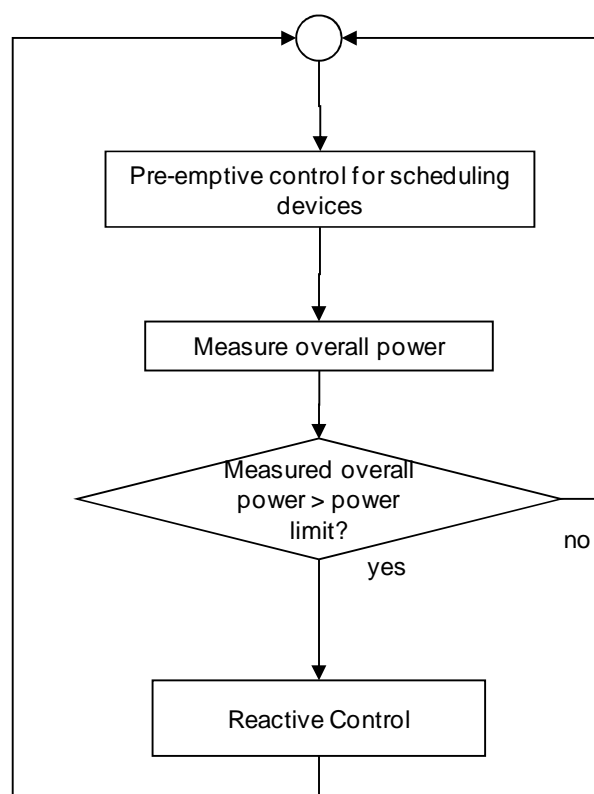 Pre-emptive control for scheduling
devices
Measure overall power
Measured overall
power > power
limit?
no
yes
Reactive Control